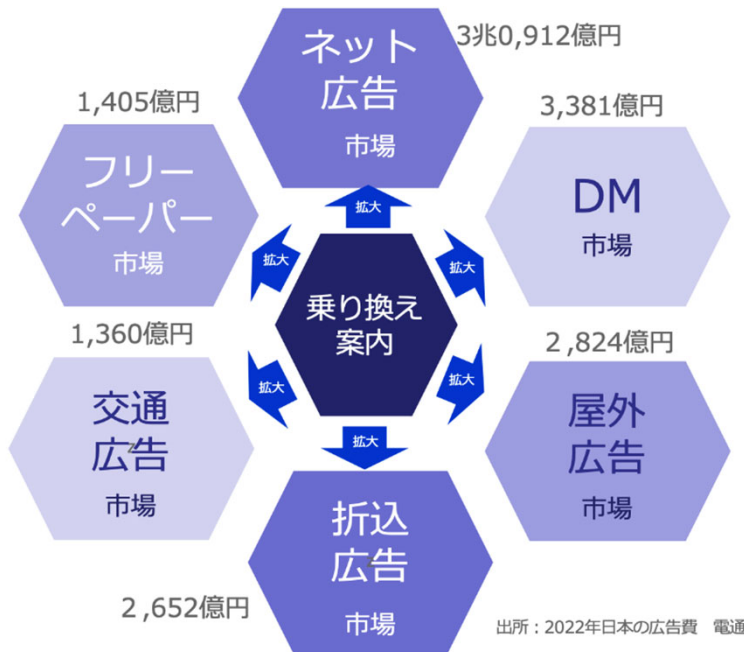 3兆0,912億円
ネット
広告
市場
1,405億円
フリー
ペーパー
市場
3,381億円
DM
市場
拡大
拡大
拡大
乗り換え
案内
拡大
拡大
拡大
1,360億円
交通
広告
市場
2,824億円
屋外
広告
市場
折込
広告
市場
2,652億円
出所：2022年日本の広告費 電通